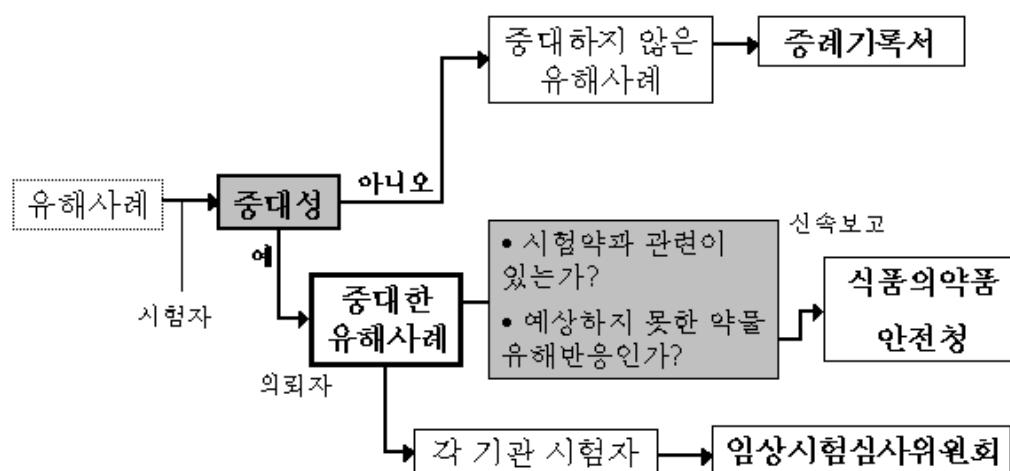 중대하지 않은
유해사례
증례기록서
유해사례
중대성
아니오
예
시험자
중대한
유해사례
의뢰자
• 시험약과 관련이
있는가?
• 예상하지 못한 약물
유해반응인가?
신속보고
식품의약품
안전청
각 기관 시험자
임상시험심사위원회